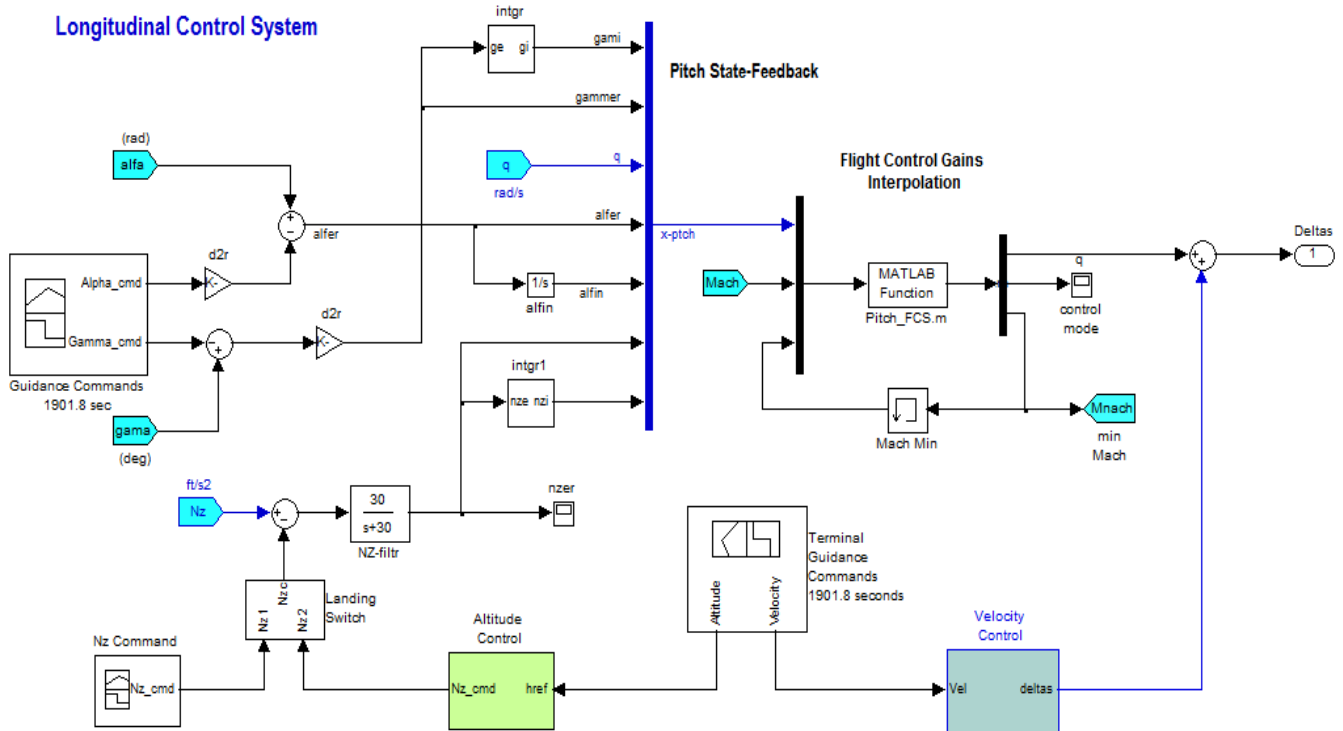 Longitudinal Control System
intgr
ge gi
gami
Pitch State-Feedback
gammer
(rad)
alfa
q
q
rad/s
Flight Control Gains
Interpolation
alfer
alfer
x-ptch
d2r
K-
Alpha_cmd
Gamma_cmd
Guidance Commands
1901.8 sec
1/s
alfin
alfin
d2r
K-
Mach
MATLAB
Function
Pitch_FCS.m
q
control
mode
Deltas
1
intgr1
nze nzi
Mach Min
Mnach
min
Mach
gama
(deg)
ft/s2
Nz
30
s+30
NZ-filtr
nzer
Nz c
Nz1
Nz2
Landing
Switch
Altitude
Velocity
Terminal
Guidance
Commands
1901.8 seconds
Nz Command
Nz_cmd
Altitude
Control
Nz_cmd href
Velocity
Control
Vel deltas